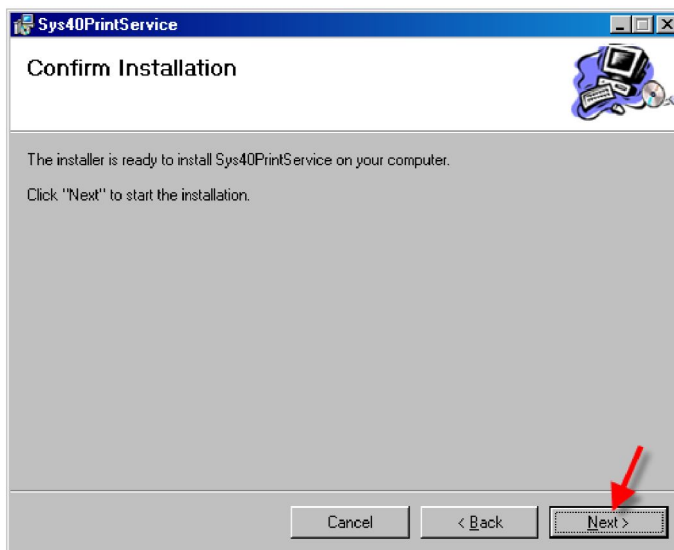 Sys40PrintService
Confirm Installation
The installer is ready to install Sys40PrintService on your computer.
Click "Next" to start the installation.
Cancel
< Back
Next >